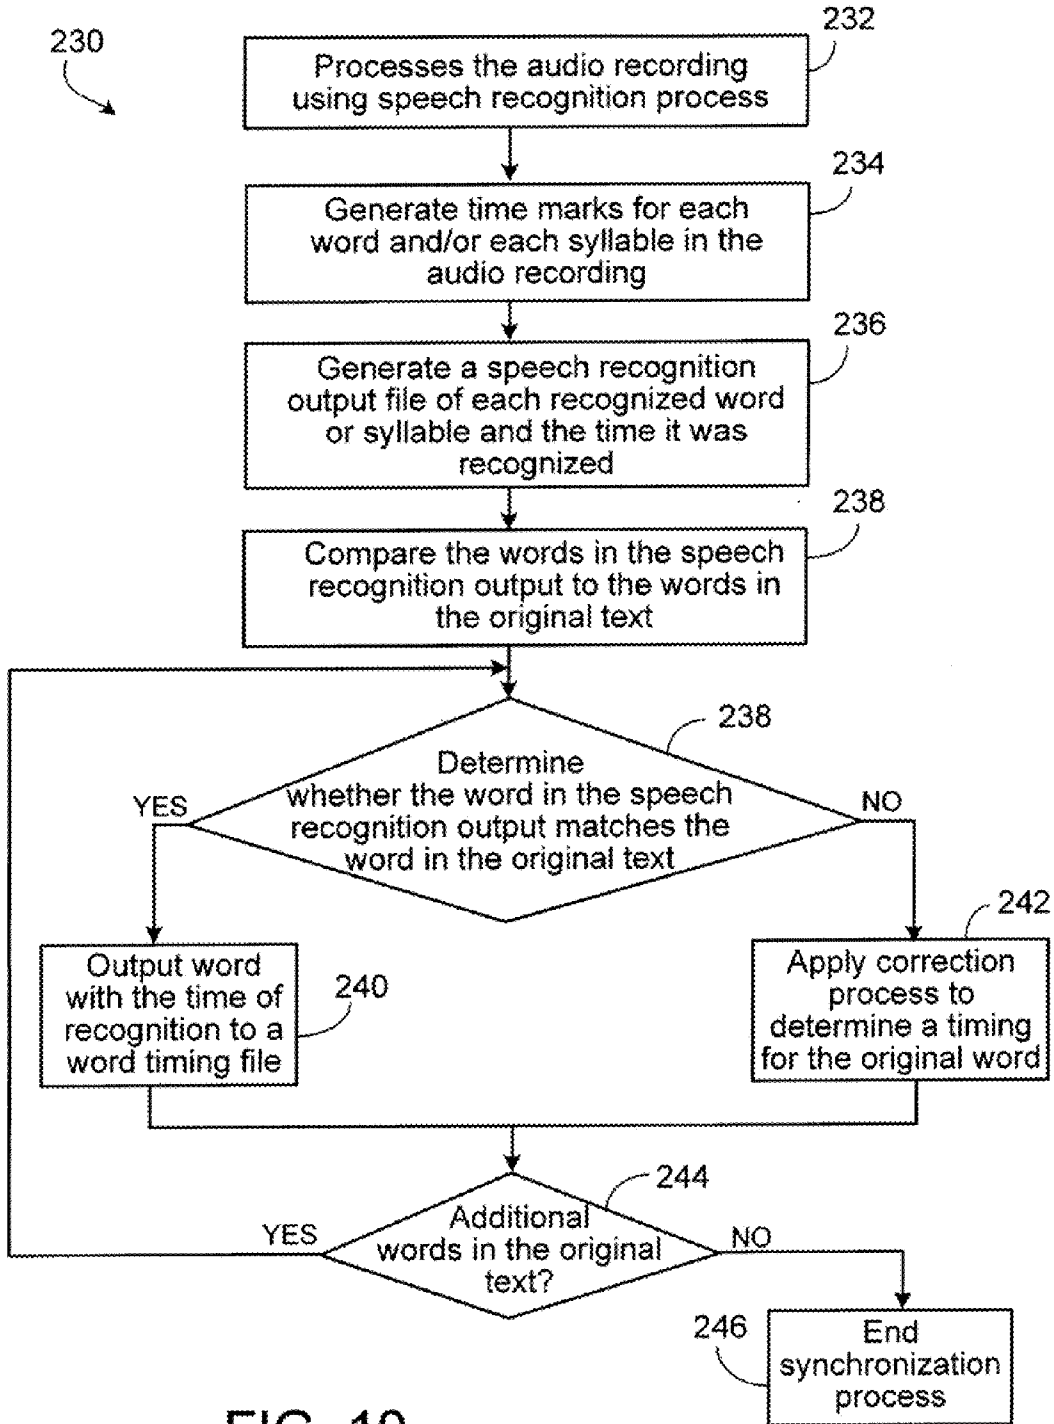 230
232
Processes the audio recording
using speech recognition process
234
Generate time marks for each
word and/or each syllable in the
audio recording
236
Generate a speech recognition
output file of each recognized word
or syllable and the time it was
recognized
238
Compare the words in the speech
recognition output to the words in
the original text
238
Determine
whether the word in the speech
recognition output matches the
word in the original text
YES
NO
240
Output word
with the time of
recognition to a
word timing file
242
Apply correction
process to
determine a timing
for the original word
244
Additional
words in the original
text?
YES
NO
246
End
synchronization
process
FIG. 10